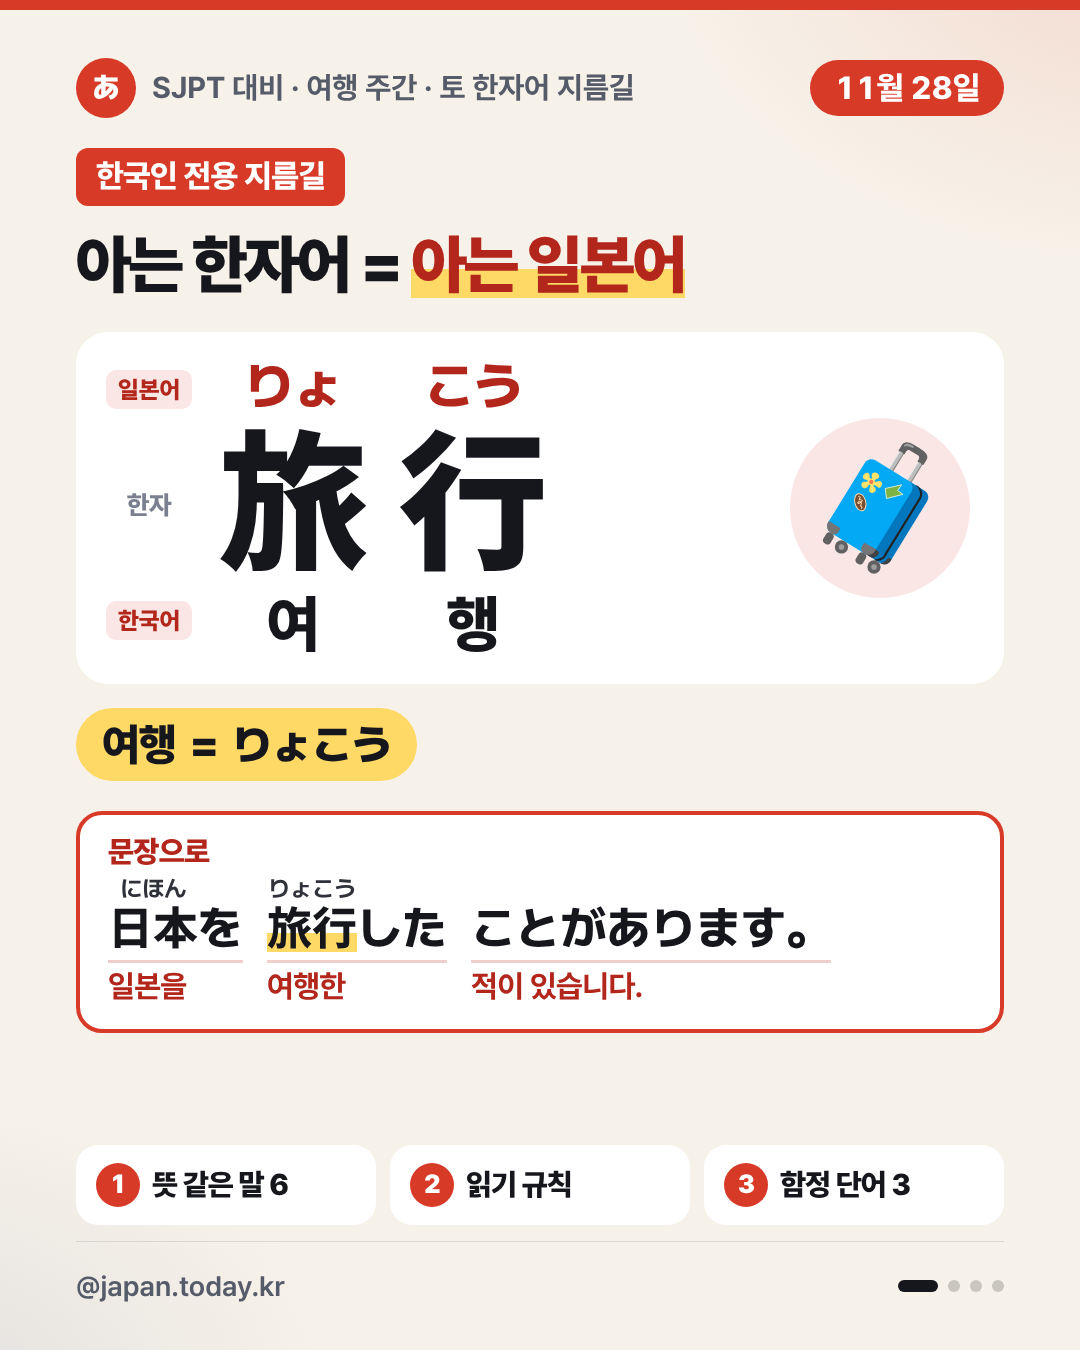 あ SJPT 대비 · 여행 주간 · 토 한자어 지름길
11월 28일
한국인 전용 지름길
아는 한자어 = 아는 일본어
일본어 りょ こう
한자 旅 行
한국어 여 행
여행 = りょこう
문장으로
にほん りょこう
日本を 旅行した ことがあります。
일본을 여행한 적이 있습니다.
1 뜻 같은 말 6
2 읽기 규칙
3 함정 단어 3
@japan.today.kr